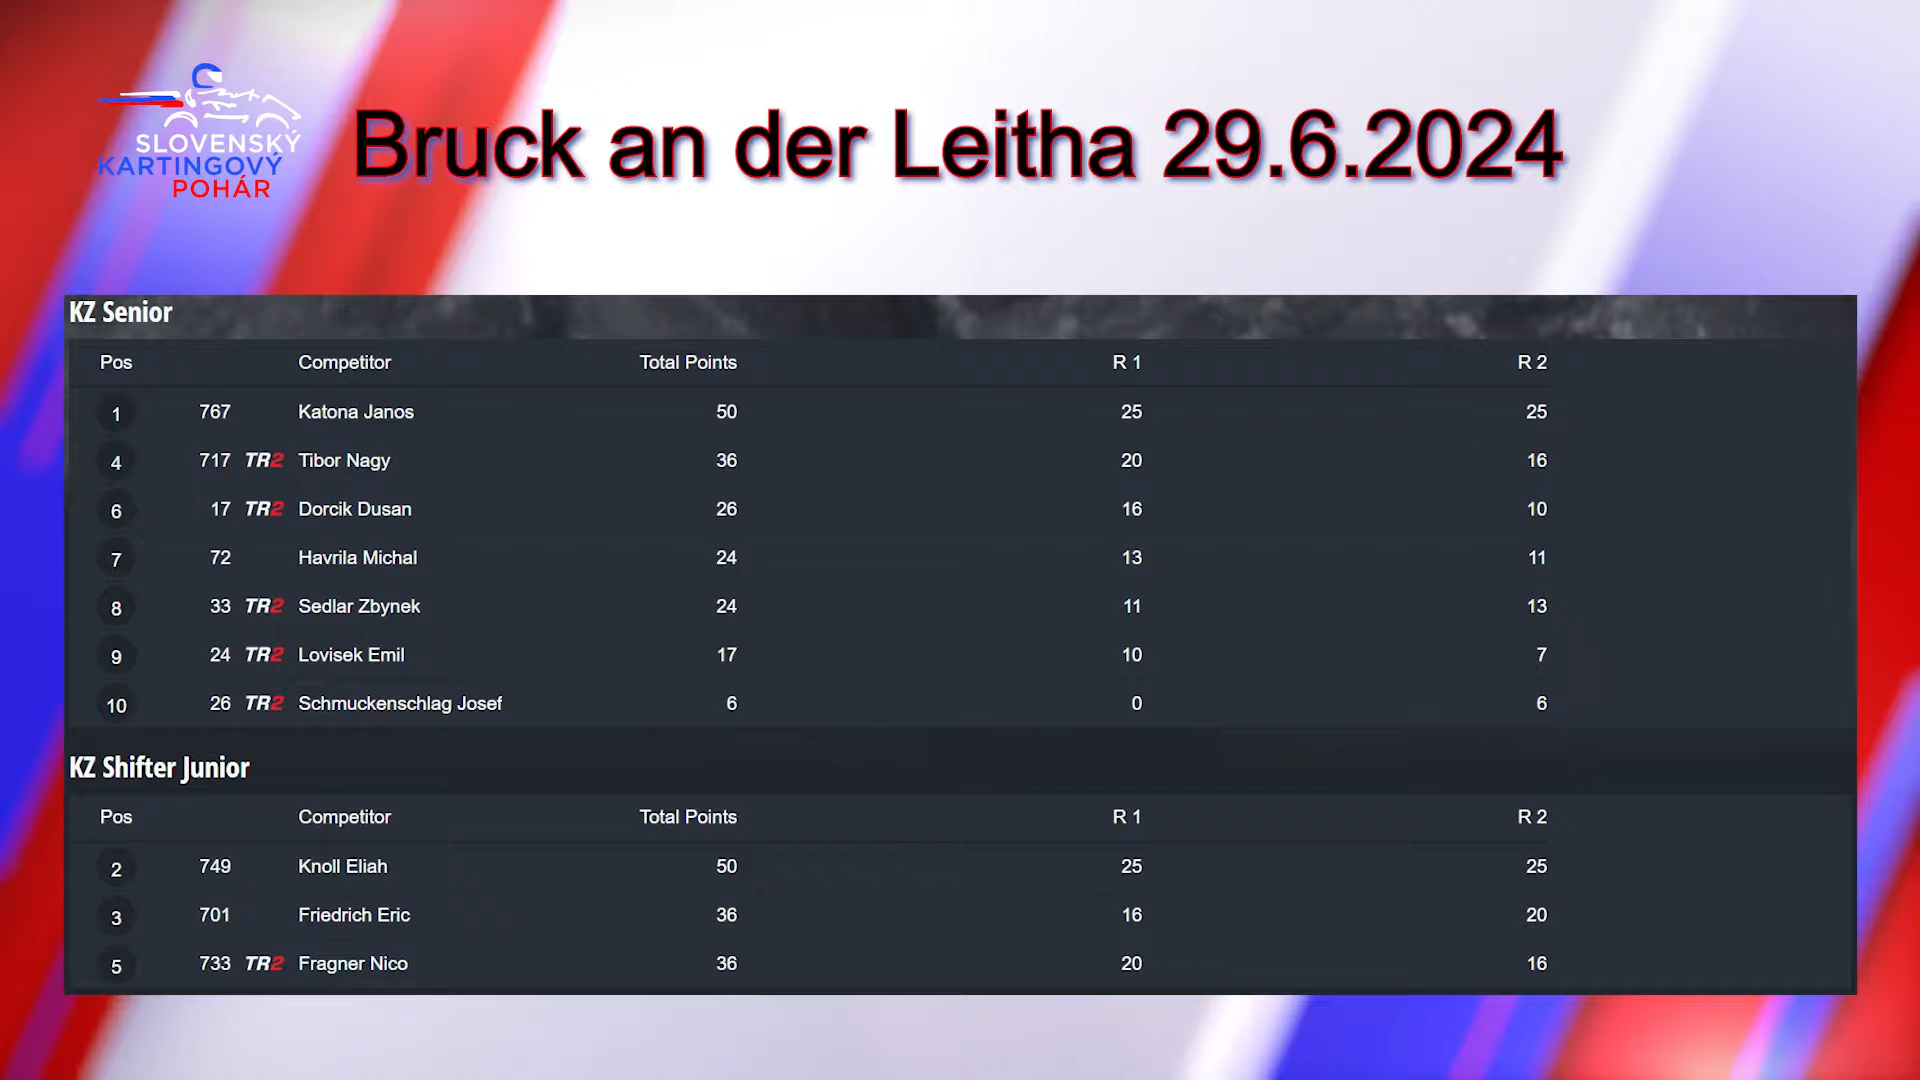 SLOVENSKÝ
KARTINGOVÝ
POHÁR
Bruck an der Leitha 29.6.2024
KZ Senior
Pos Competitor Total Points R 1 R 2
1 767 Katona Janos 50 25 25
4 717 TR2 Tibor Nagy 36 20 16
6 17 TR2 Dorcik Dusan 26 16 10
7 72 Havrila Michal 24 13 11
8 33 TR2 Sedlar Zbynek 24 11 13
9 24 TR2 Lovisek Emil 17 10 7
10 26 TR2 Schmuckenschlag Josef 6 0 6
KZ Shifter Junior
Pos Competitor Total Points R 1 R 2
2 749 Knoll Eliah 50 25 25
3 701 Friedrich Eric 36 16 20
5 733 TR2 Fragner Nico 36 20 16